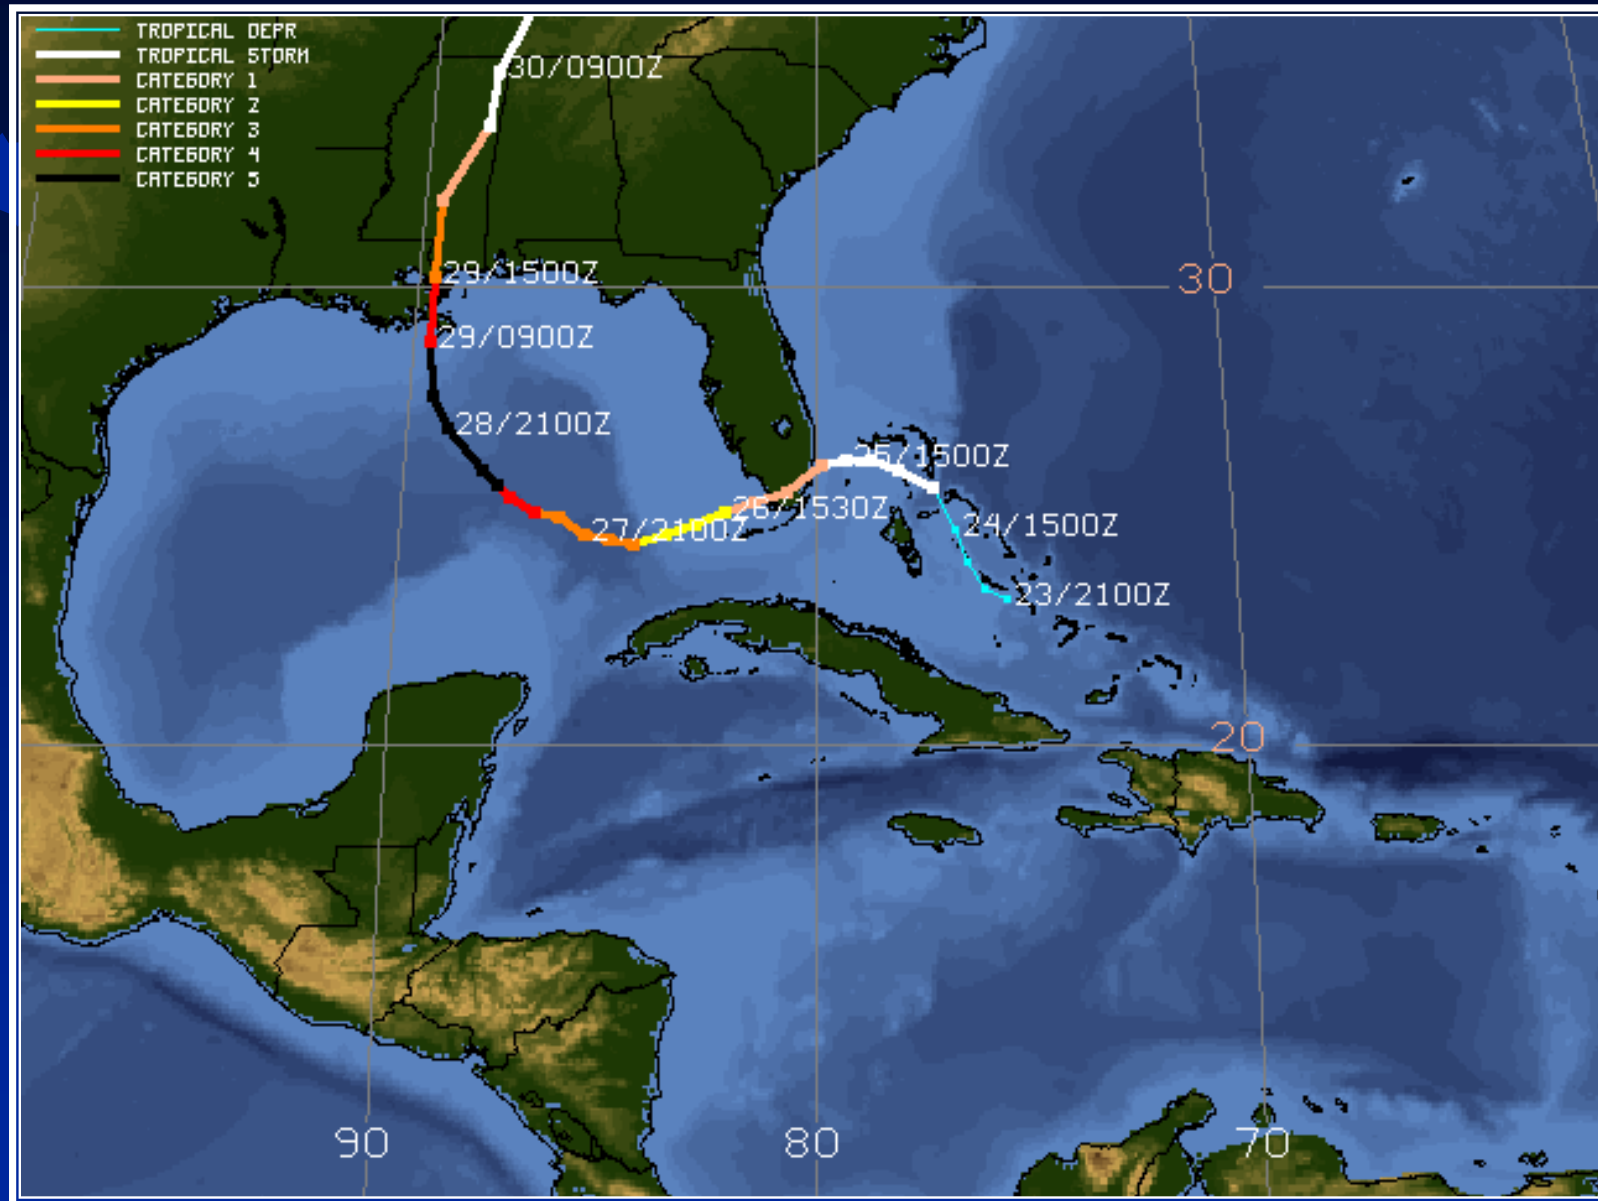 TROPICAL DEPR
TROPICAL STORM
CATEGORY 1
CATEGORY 2
CATEGORY 3
CATEGORY 4
CATEGORY 5
30/0900Z
29/1500Z
30
29/0900Z
28/2100Z
25/1500Z
26/1530Z
27/2100Z
24/1500Z
23/2100Z
20
90
80
70